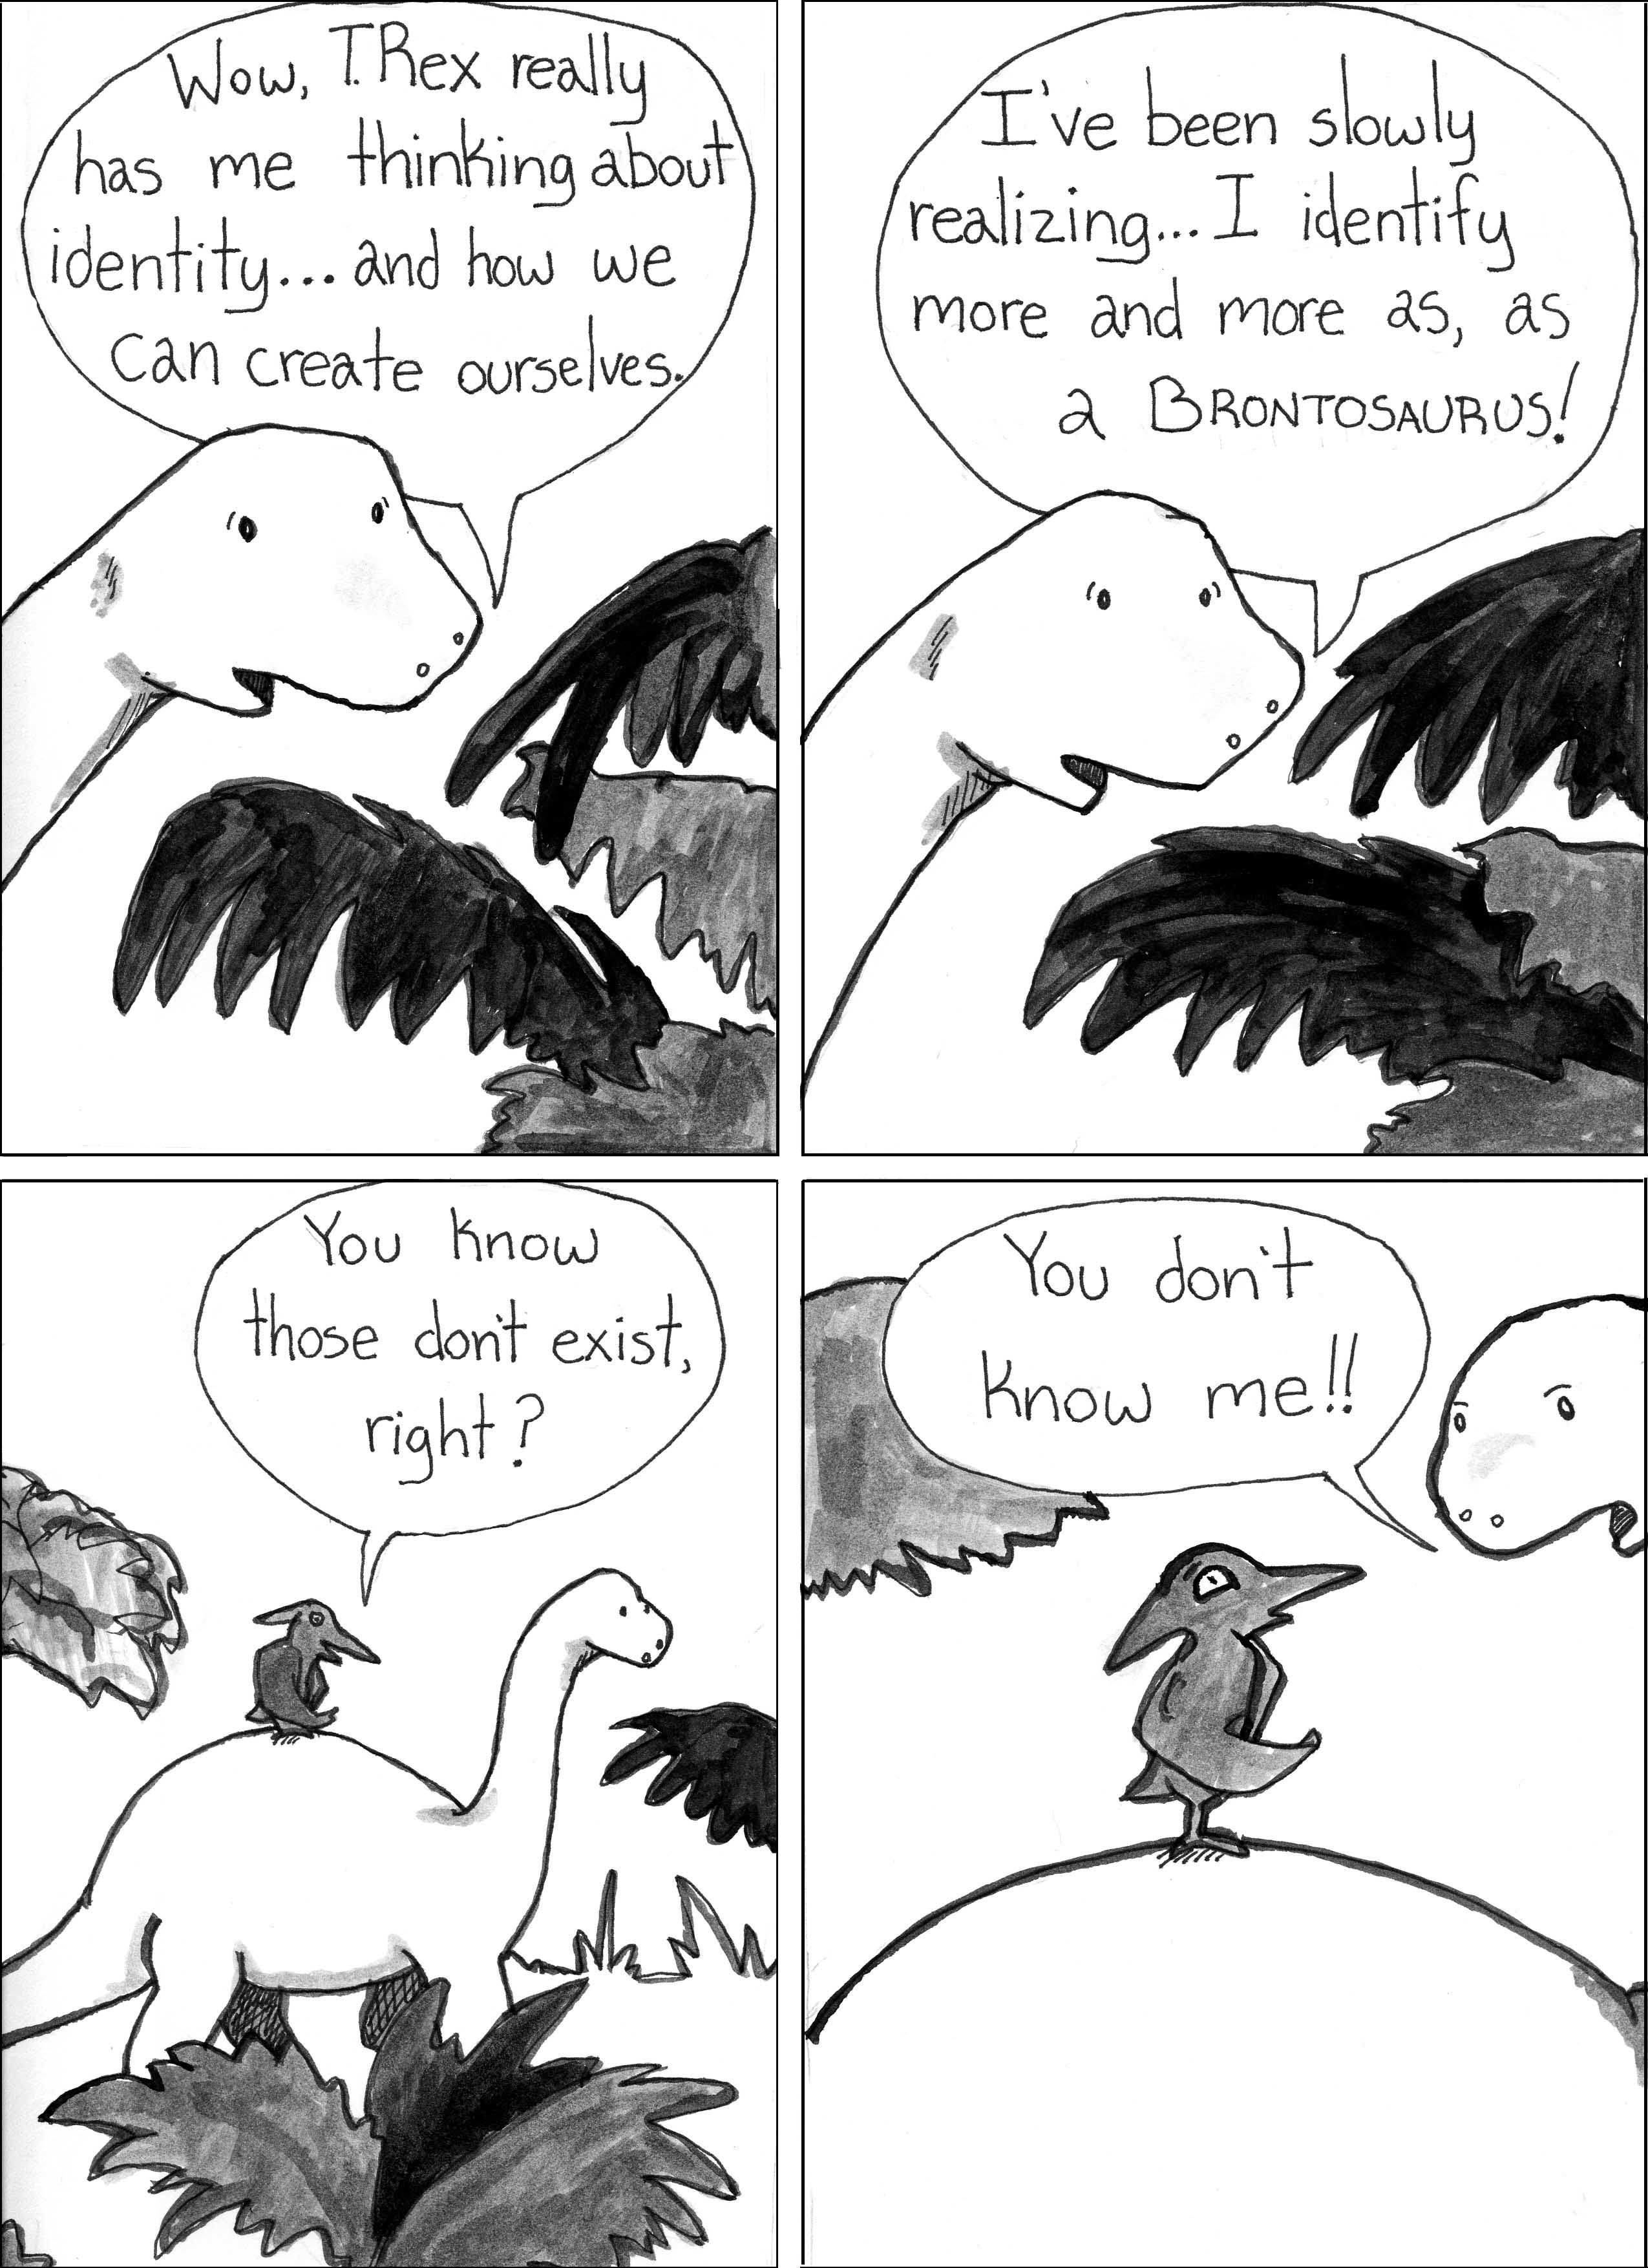 Wow, T.Rex really
has me thinking about
identity... and how we
can create ourselves.
I've been slowly
realizing... I identify
more and more as, as
a BRONTOSAURUS!
You know
those don't exist,
right?
You don't
know me!!